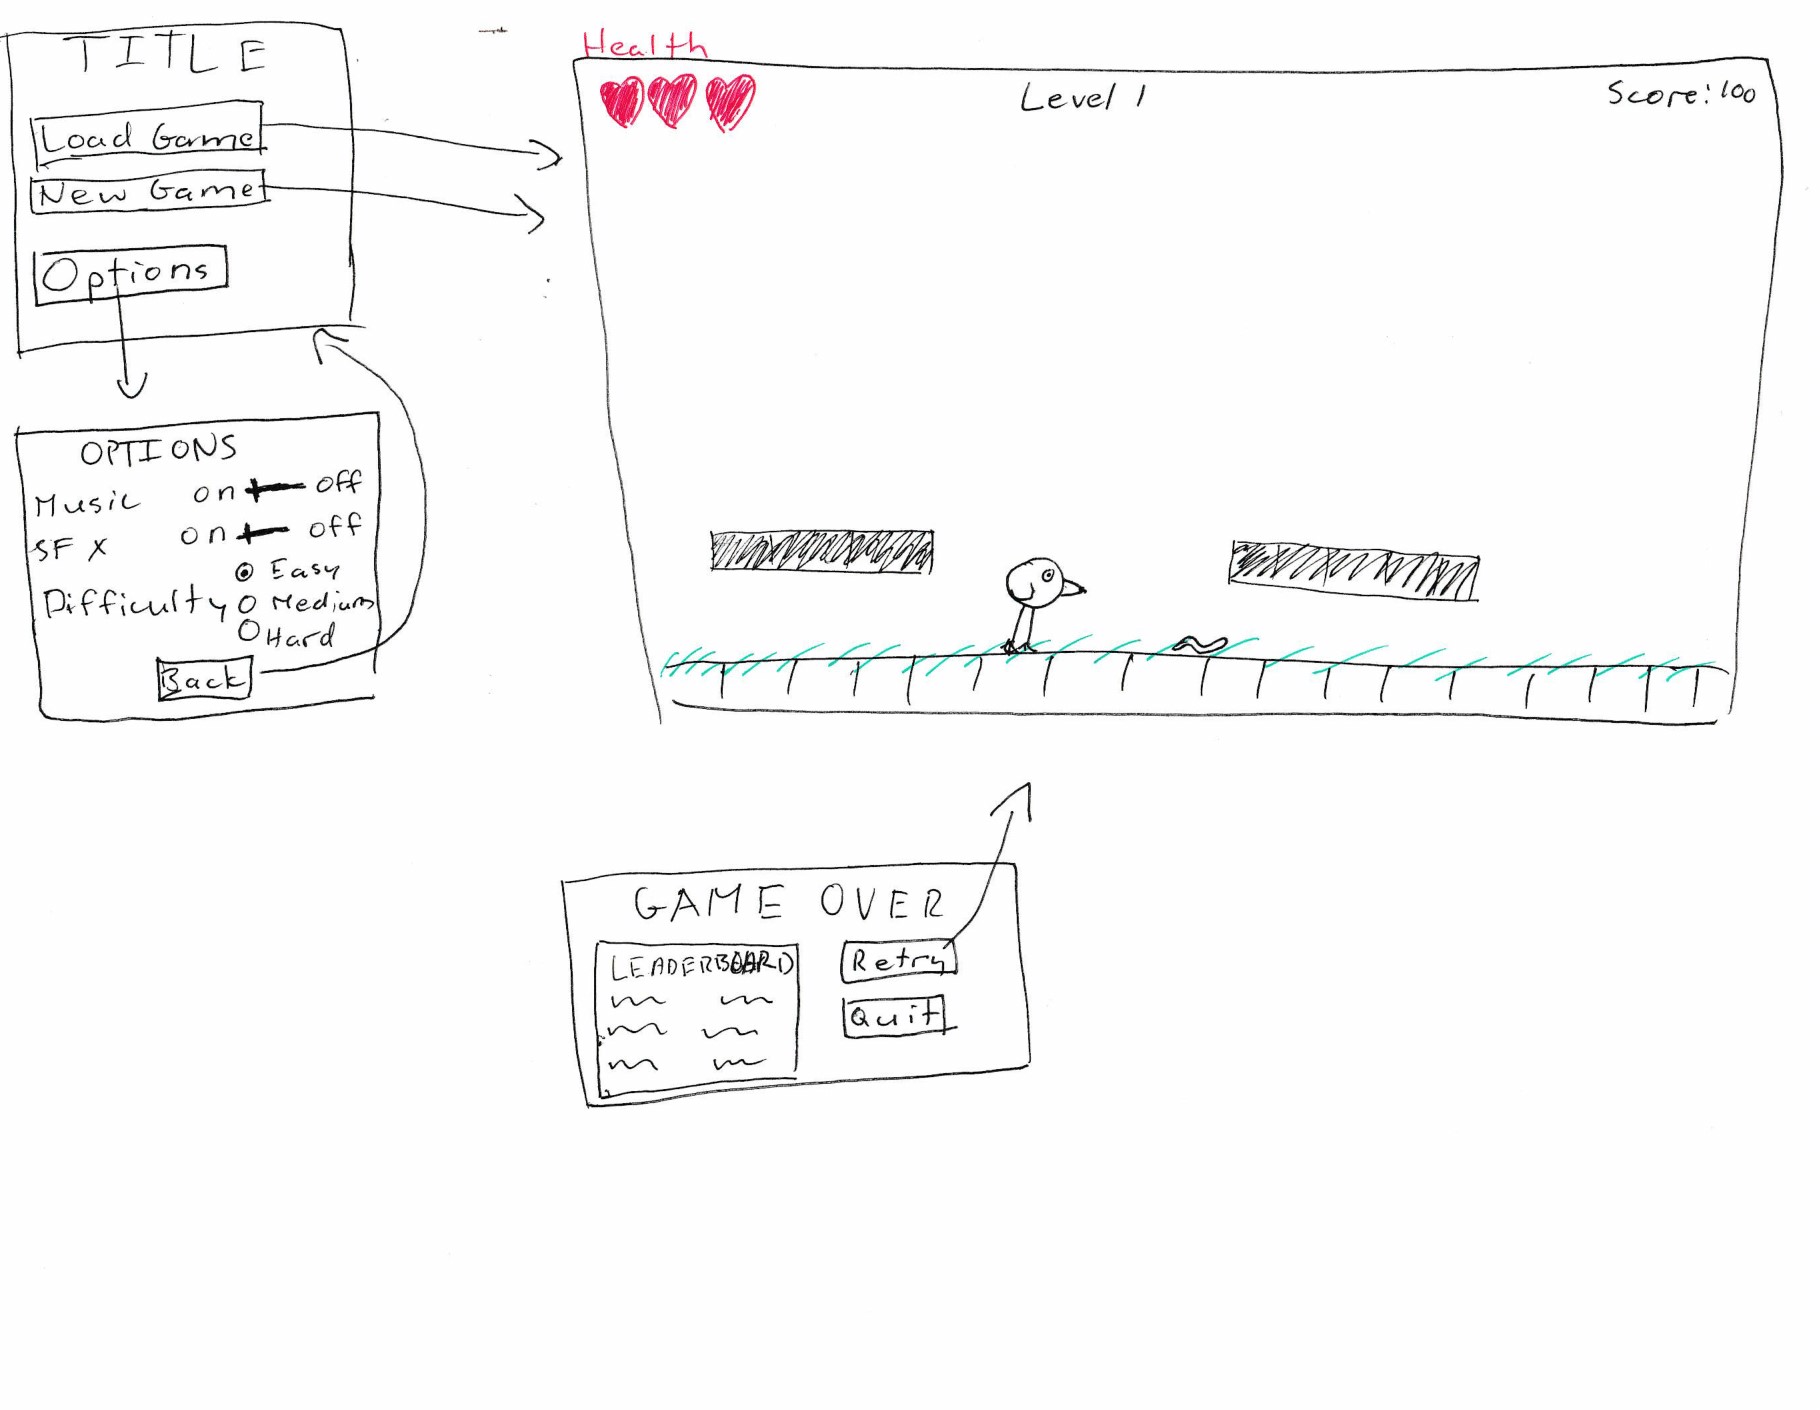 TITLE
Load Game
New Game
Options
OPTIONS
Music on off
SFX on off
Difficulty
Easy
Medium
Hard
Back
Health
Level 1
Score: 100
GAME OVER
LEADERBOARD
Retry
Quit